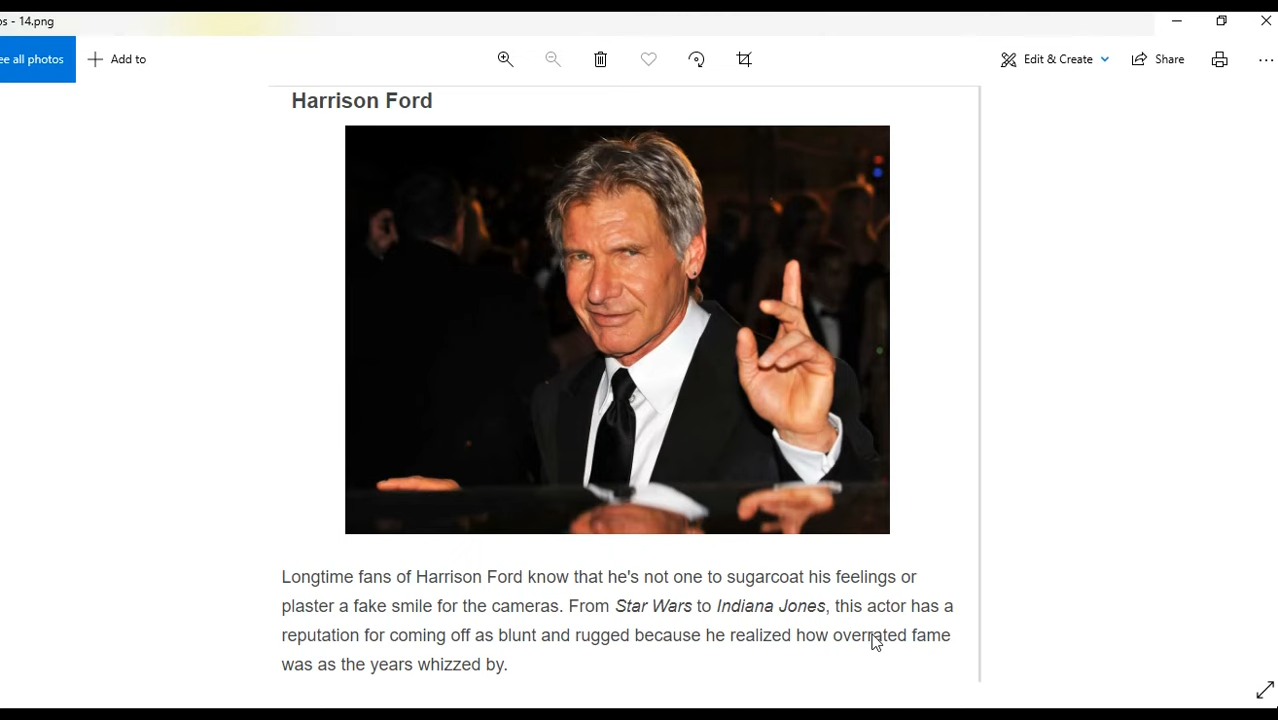 os - 14.png
ee all photos
Add to
Edit & Create
Share
Harrison Ford
Longtime fans of Harrison Ford know that he's not one to sugarcoat his feelings or
plaster a fake smile for the cameras. From Star Wars to Indiana Jones, this actor has a
reputation for coming off as blunt and rugged because he realized how overrated fame
was as the years whizzed by.